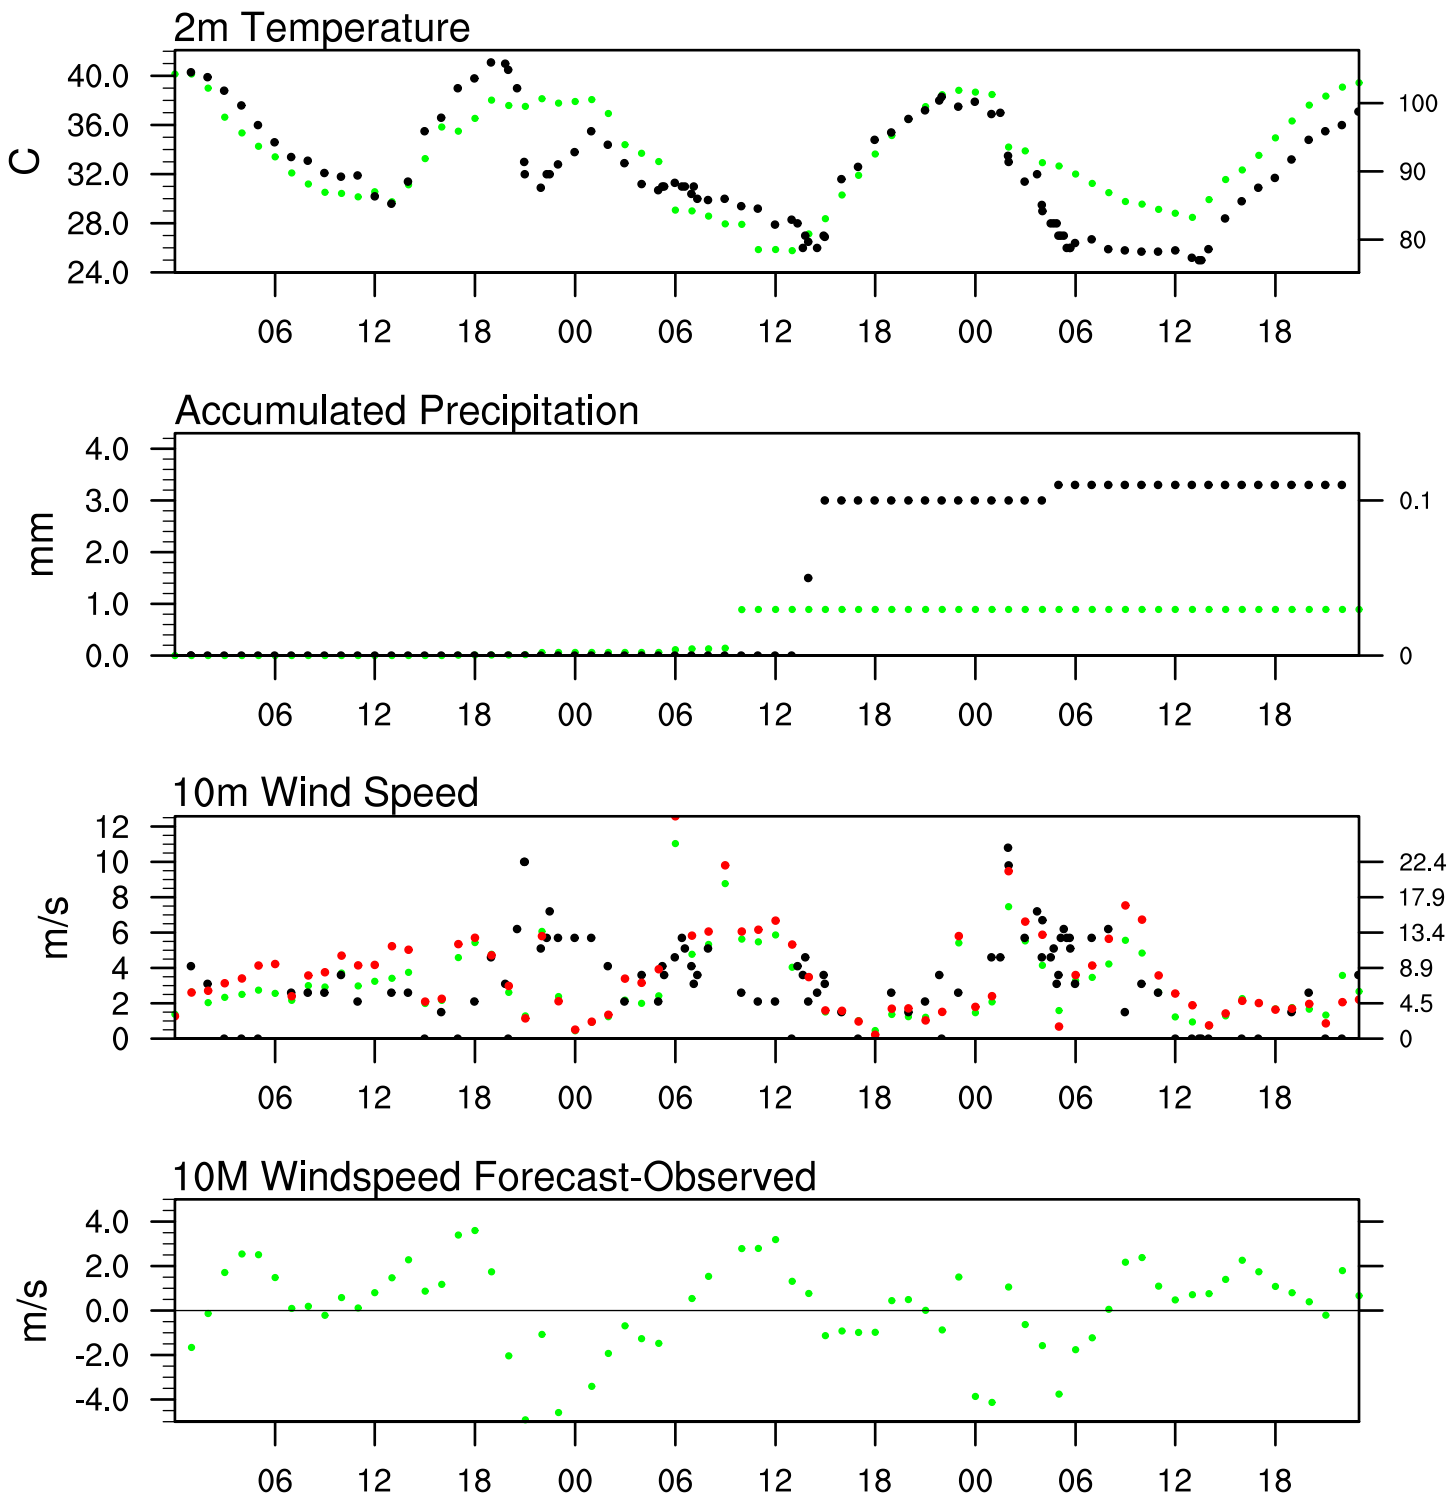 2m Temperature
40.0
36.0
32.0
28.0
24.0
C
100
90
80
06 12 18 00 06 12 18 00 06 12 18
Accumulated Precipitation
4.0
3.0
2.0
1.0
0.0
mm
0.1
0
06 12 18 00 06 12 18 00 06 12 18
10m Wind Speed
12
10
8
6
4
2
0
m/s
22.4
17.9
13.4
8.9
4.5
0
06 12 18 00 06 12 18 00 06 12 18
10M Windspeed Forecast-Observed
4.0
2.0
0.0
-2.0
-4.0
m/s
06 12 18 00 06 12 18 00 06 12 18